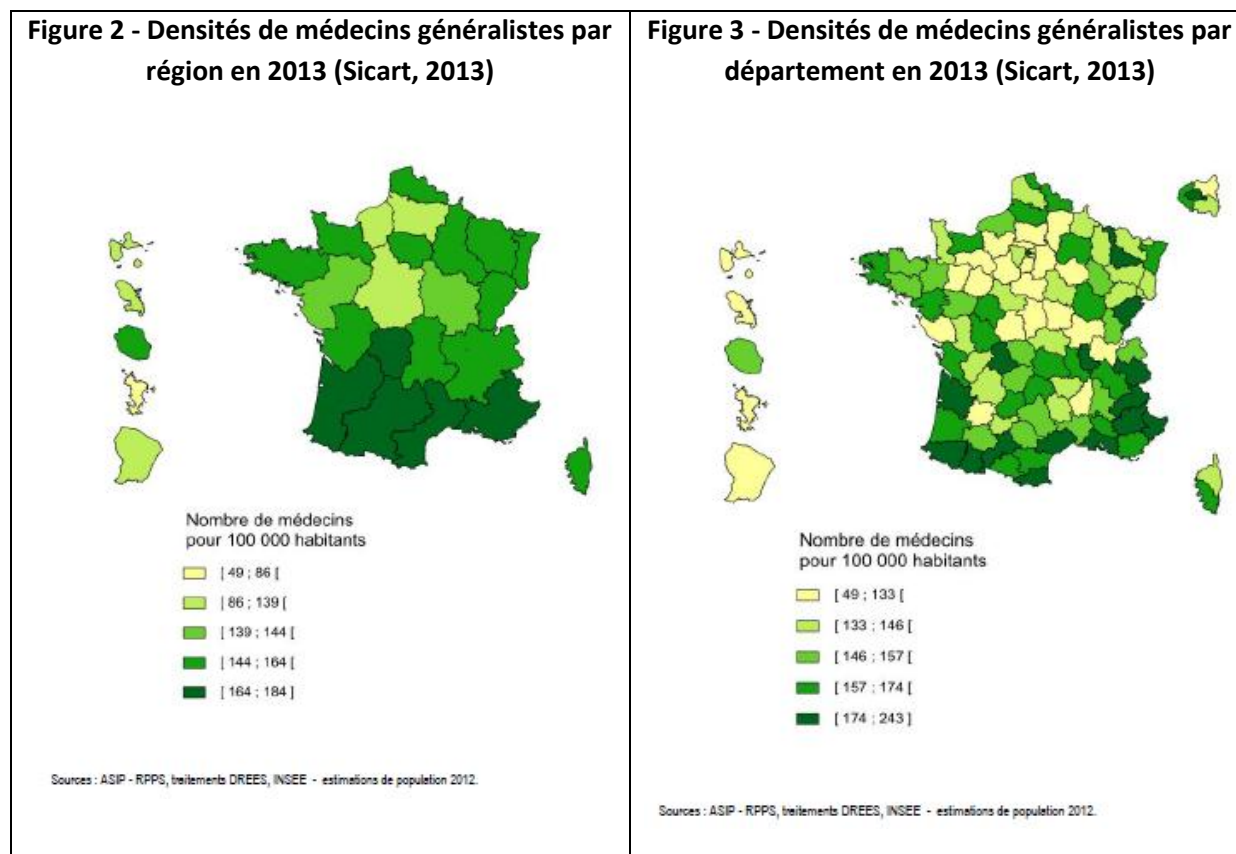 Figure 2 - Densités de médecins généralistes par
région en 2013 (Sicart, 2013)
Nombre de médecins
pour 100 000 habitants
[ 49 ; 86 [
[ 86 ; 139 [
[ 139 ; 144 [
[ 144 ; 164 [
[ 164 ; 184 ]
Sources : ASIP - RPPS, traitements DREES, INSEE - estimations de population 2012.
Figure 3 - Densités de médecins généralistes par
département en 2013 (Sicart, 2013)
Nombre de médecins
pour 100 000 habitants
[ 49 ; 133 [
[ 133 ; 146 [
[ 146 ; 157 [
[ 157 ; 174 [
[ 174 ; 243 ]
Sources : ASIP - RPPS, traitements DREES, INSEE - estimations de population 2012.